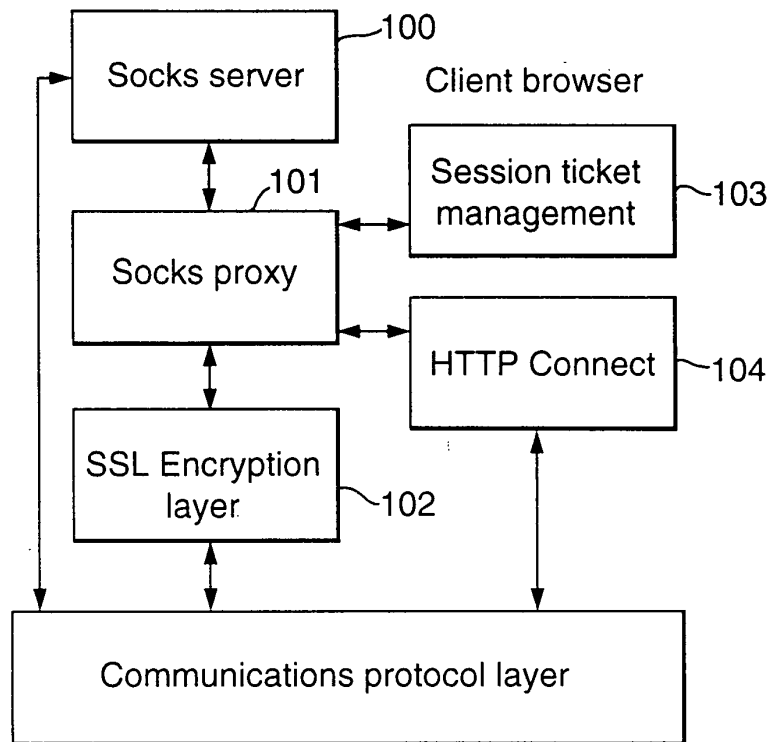 100
Socks server
Client browser
101
Session ticket
management
103
Socks proxy
HTTP Connect
104
SSL Encryption
layer
102
Communications protocol layer